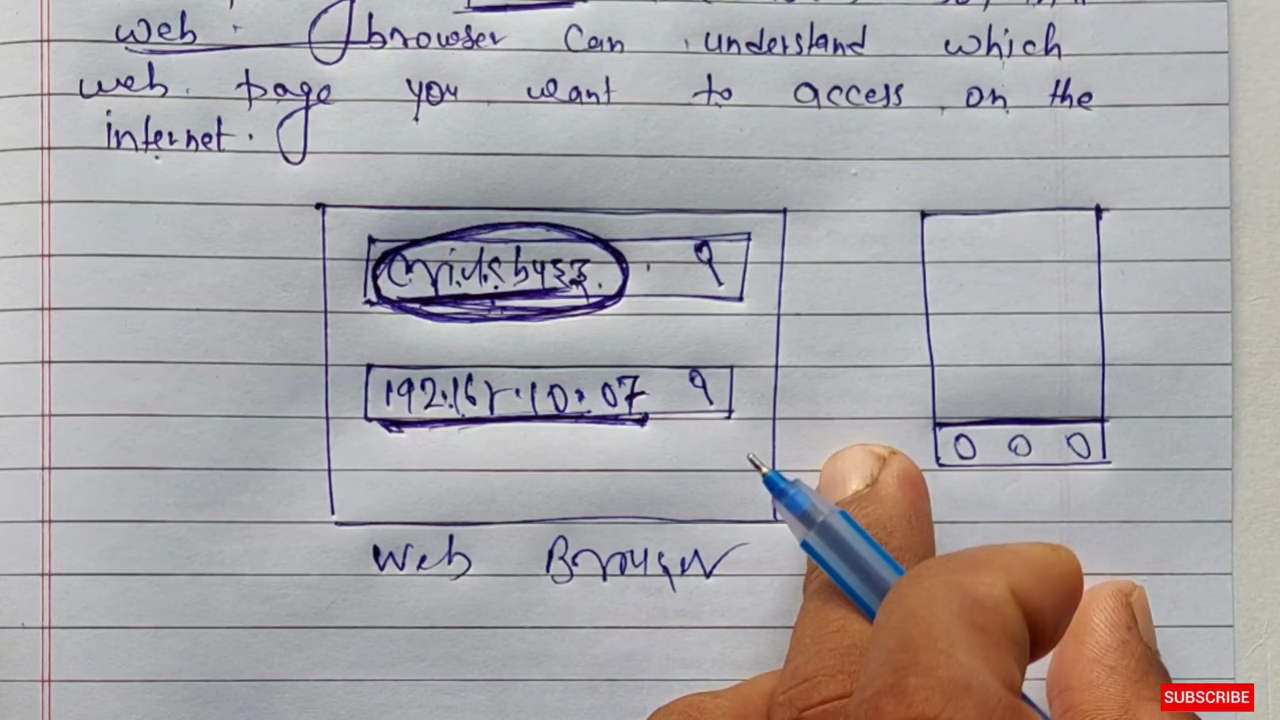 web. browser can understand which
web page you want to access on the
internet.
192.168.10.07
Web Browser
SUBSCRIBE